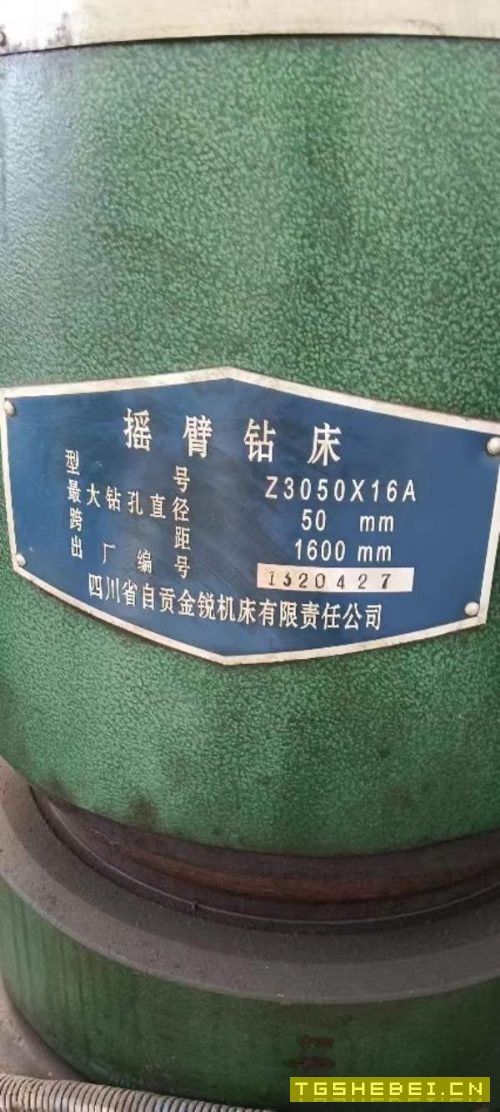 摇臂钻床
型号 Z3050X16A
最大钻孔直径 50 mm
跨距 1600 mm
出厂编号 1320427
四川省自贡金锐机床有限责任公司
TGSHEBEI.CN